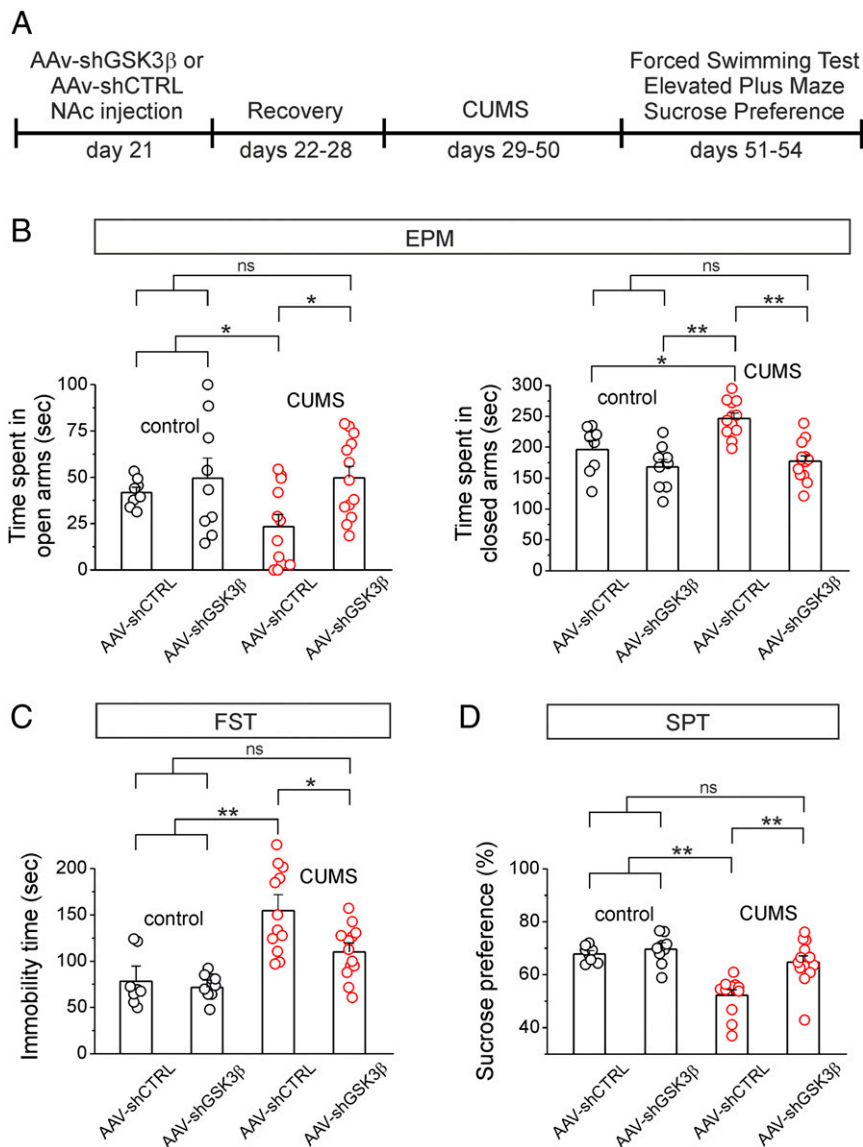 A
AAv-shGSK3β or
AAv-shCTRL
NAc injection
Recovery
CUMS
Forced Swimming Test
Elevated Plus Maze
Sucrose Preference
day 21
days 22-28
days 29-50
days 51-54
B
EPM
ns
*
*
Time spent in
open arms (sec)
100
75
50
25
0
control
CUMS
AAV-shCTRL
AAV-shGSK3β
AAV-shCTRL
AAV-shGSK3β
ns
**
**
*
Time spent in
closed arms (sec)
300
250
200
150
100
50
0
control
CUMS
AAV-shCTRL
AAV-shGSK3β
AAV-shCTRL
AAV-shGSK3β
C
FST
ns
*
**
Immobility time (sec)
200
150
100
50
0
control
CUMS
AAV-shCTRL
AAV-shGSK3β
AAV-shCTRL
AAV-shGSK3β
D
SPT
ns
**
**
Sucrose preference (%)
100
80
60
40
control
CUMS
AAV-shCTRL
AAV-shGSK3β
AAV-shCTRL
AAV-shGSK3β